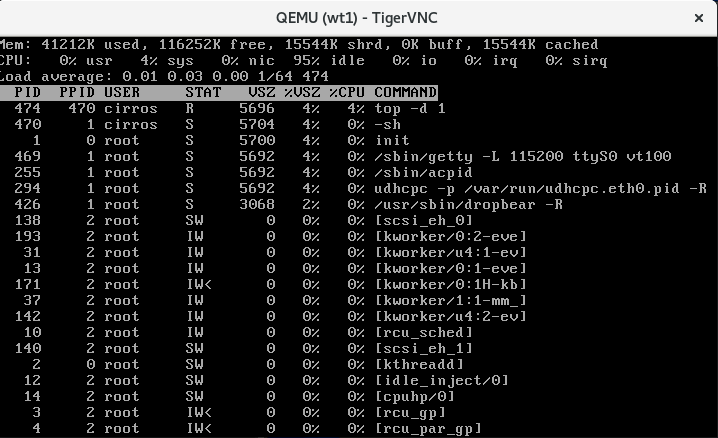 QEMU (wt1) - TigerVNC
Mem: 41212K used, 116252K free, 15544K shrd, 0K buff, 15544K cached
CPU:   0% usr   4% sys   0% nic  95% idle   0% io   0% irq   0% sirq
Load average: 0.01 0.03 0.00 1/64 474
PID  PPID USER     STAT   VSZ %VSZ %CPU COMMAND
474   470 cirros   R     5696   4%   4% top -d 1
470     1 cirros   S     5704   4%   0% -sh
1     0 root     S     5700   4%   0% init
469     1 root     S     5692   4%   0% /sbin/getty -L 115200 ttyS0 vt100
255     1 root     S     5692   4%   0% /sbin/acpid
294     1 root     S     5692   4%   0% udhcpc -p /var/run/udhcpc.eth0.pid -R
426     1 root     S     3068   2%   0% /usr/sbin/dropbear -R
138     2 root     SW       0   0%   0% [scsi_eh_0]
193     2 root     IW       0   0%   0% [kworker/0:2-eve]
31     2 root     IW       0   0%   0% [kworker/u4:1-ev]
13     2 root     IW       0   0%   0% [kworker/0:1-eve]
171     2 root     IW<      0   0%   0% [kworker/0:1H-kb]
37     2 root     IW       0   0%   0% [kworker/1:1-mm_]
142     2 root     IW       0   0%   0% [kworker/u4:2-ev]
10     2 root     IW       0   0%   0% [rcu_sched]
140     2 root     SW       0   0%   0% [scsi_eh_1]
2     0 root     SW       0   0%   0% [kthreadd]
12     2 root     SW       0   0%   0% [idle_inject/0]
14     2 root     SW       0   0%   0% [cpuhp/0]
3     2 root     IW<      0   0%   0% [rcu_gp]
4     2 root     IW<      0   0%   0% [rcu_par_gp]